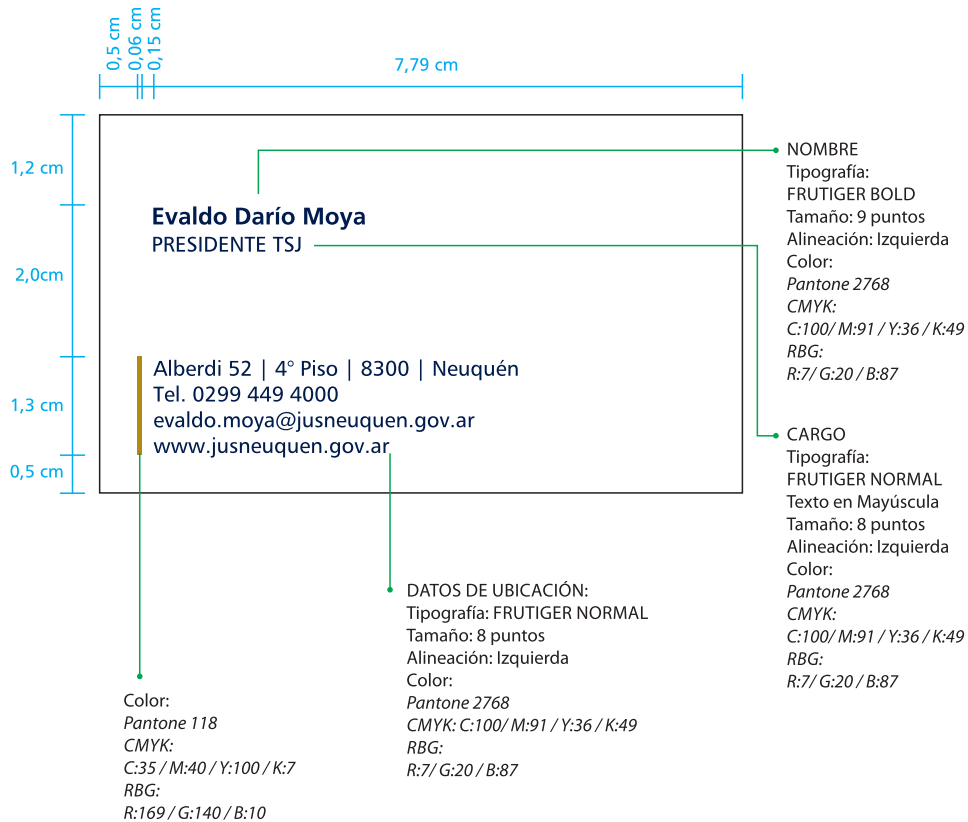 0,5 cm
0,06 cm
0,15 cm
7,79 cm
1,2 cm
2,0cm
1,3 cm
0,5 cm
Evaldo Darío Moya
PRESIDENTE TSJ
Alberdi 52 | 4° Piso | 8300 | Neuquén
Tel. 0299 449 4000
evaldo.moya@jusneuquen.gov.ar
www.jusneuquen.gov.ar
NOMBRE
Tipografía:
FRUTIGER BOLD
Tamaño: 9 puntos
Alineación: Izquierda
Color:
Pantone 2768
CMYK:
C:100/ M:91 / Y:36 / K:49
RBG:
R:7/ G:20 / B:87
CARGO
Tipografía:
FRUTIGER NORMAL
Texto en Mayúscula
Tamaño: 8 puntos
Alineación: Izquierda
Color:
Pantone 2768
CMYK:
C:100/ M:91 / Y:36 / K:49
RBG:
R:7/ G:20 / B:87
DATOS DE UBICACIÓN:
Tipografía: FRUTIGER NORMAL
Tamaño: 8 puntos
Alineación: Izquierda
Color:
Pantone 2768
CMYK: C:100/ M:91 / Y:36 / K:49
RBG:
R:7/ G:20 / B:87
Color:
Pantone 118
CMYK:
C:35 / M:40 / Y:100 / K:7
RBG:
R:169 / G:140 / B:10